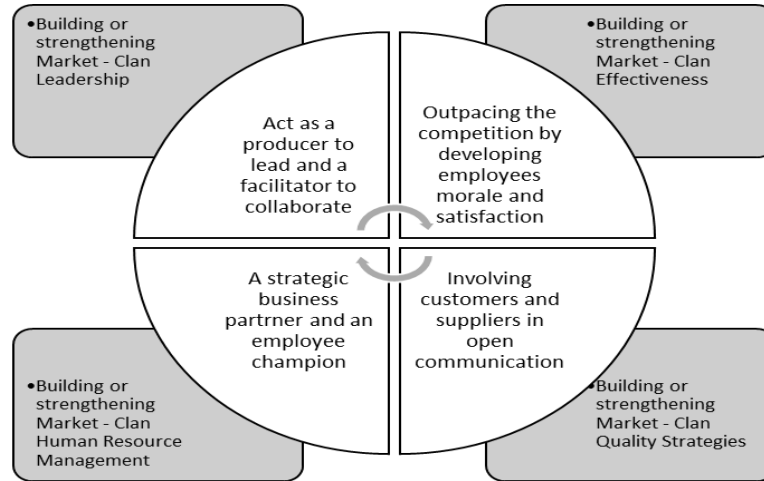 •Building or
strengthening
Market - Clan
Leadership
•Building or
strengthening
Market - Clan
Effectiveness
Act as a
producer to
lead and a
facilitator to
collaborate
Outpacing the
competition by
developing
employees
morale and
satisfaction
A strategic
business
partrner and an
employee
champion
Involving
customers and
suppliers in
open
communication
•Building or
strengthening
Market - Clan
Human Resource
Management
•Building or
strengthening
Market - Clan
Quality Strategies